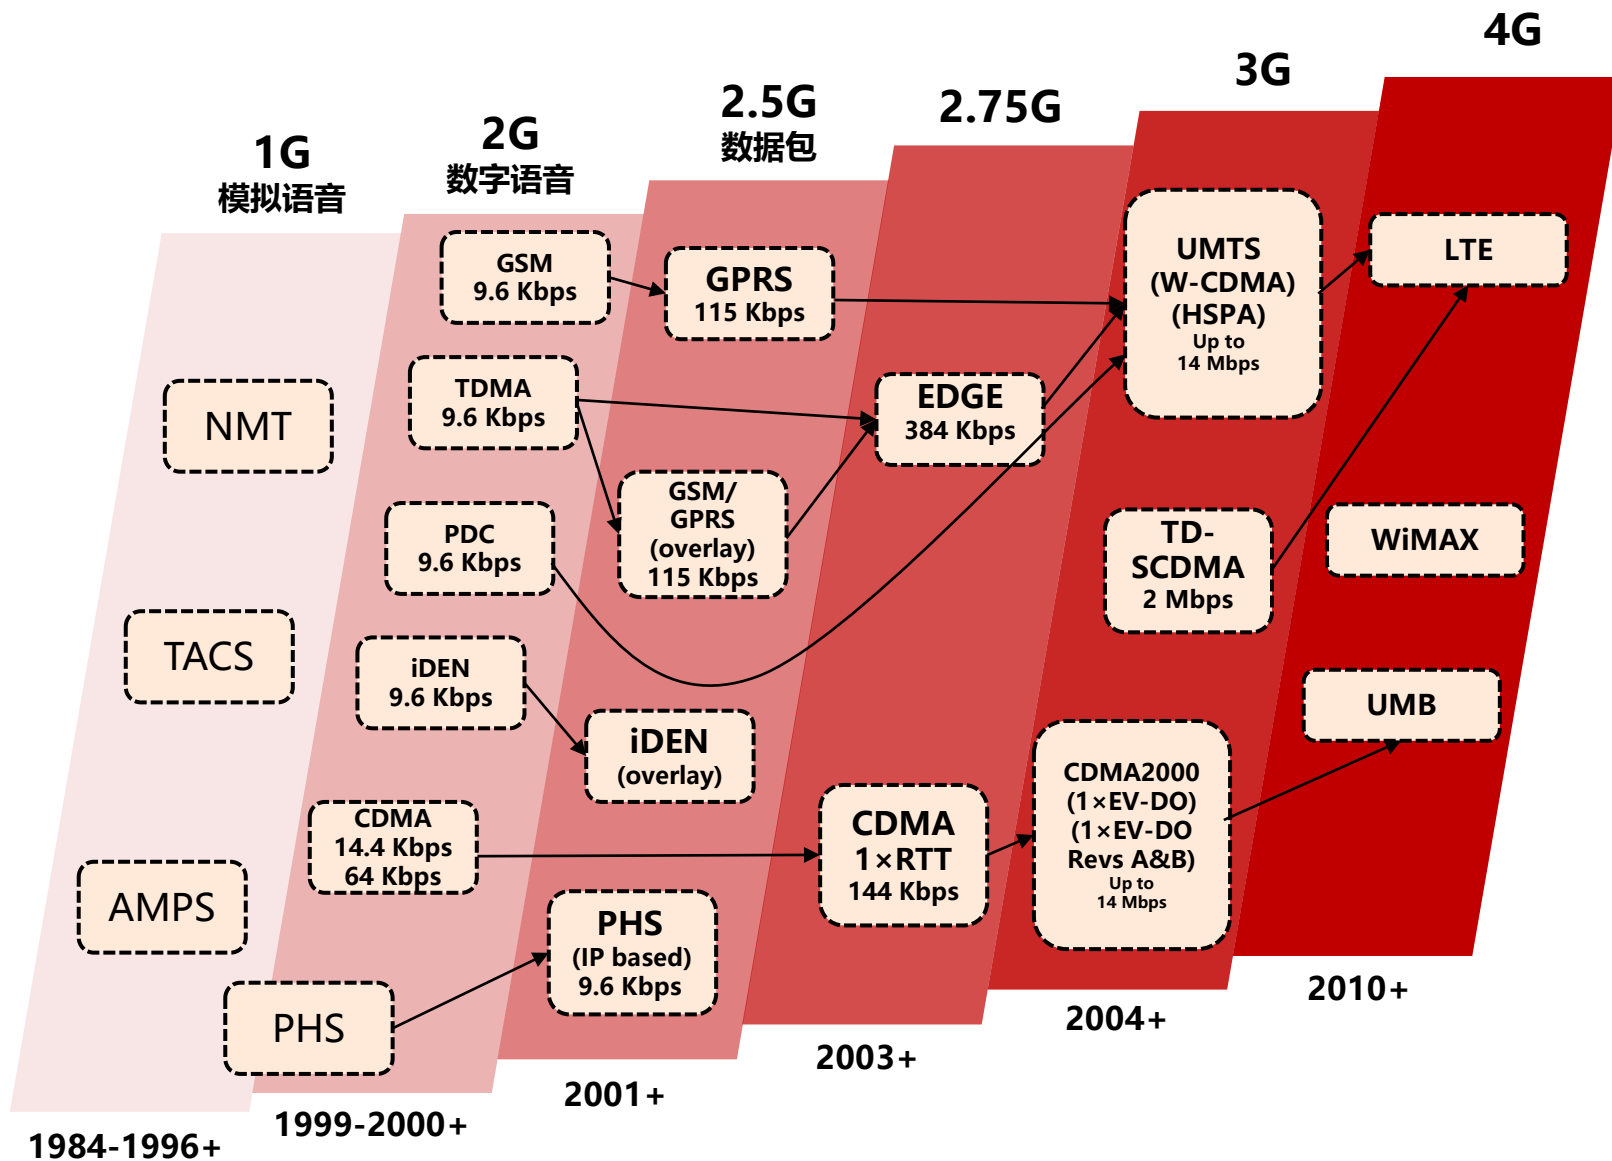 1G
模拟语音
NMT
TACS
AMPS
1984-1996+
2G
数字语音
GSM
9.6 Kbps
TDMA
9.6 Kbps
PDC
9.6 Kbps
iDEN
9.6 Kbps
CDMA
14.4 Kbps
64 Kbps
PHS
1999-2000+
2.5G
数据包
GPRS
115 Kbps
GSM/
GPRS
(overlay)
115 Kbps
iDEN
(overlay)
PHS
(IP based)
9.6 Kbps
2001+
2.75G
EDGE
384 Kbps
CDMA
1×RTT
144 Kbps
2003+
3G
UMTS
(W-CDMA)
(HSPA)
Up to
14 Mbps
TD-
SCDMA
2 Mbps
CDMA2000
(1×EV-DO)
(1×EV-DO
Revs A&B)
Up to
14 Mbps
2004+
4G
LTE
WiMAX
UMB
2010+